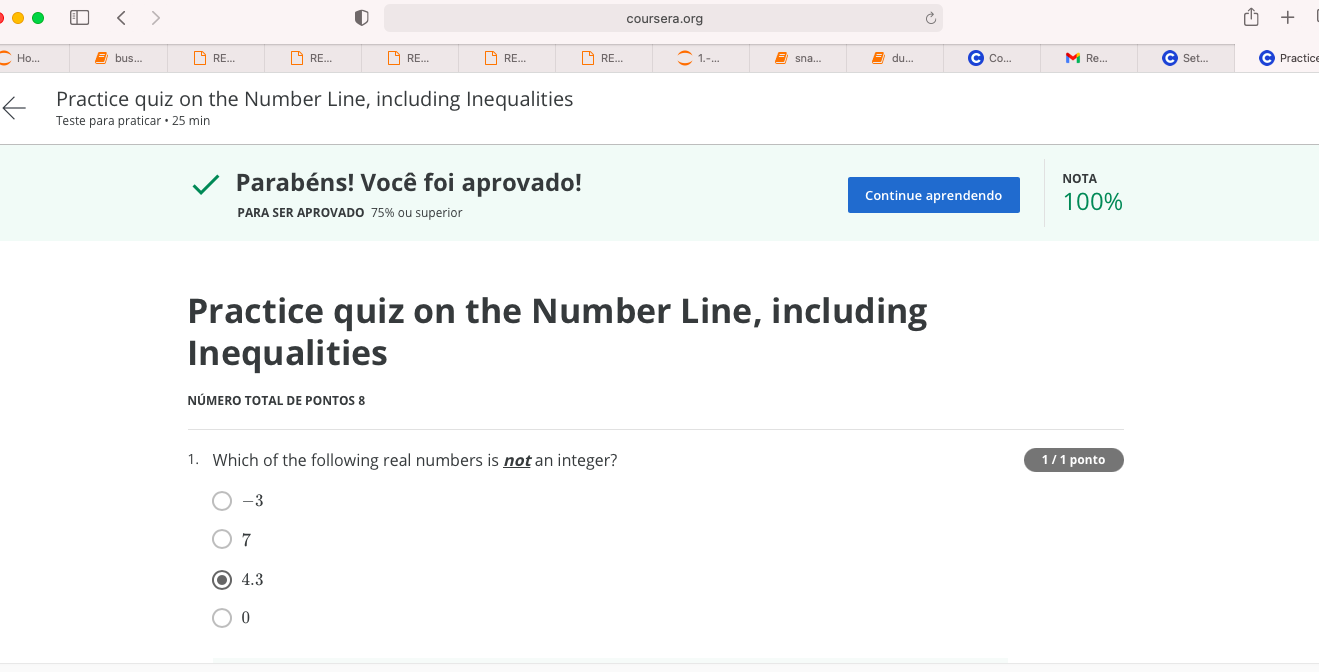 coursera.org
Ho... bus... RE... RE... RE... RE... RE... 1.-... sna... du... Co... Re... Set... Practice
Practice quiz on the Number Line, including Inequalities
Teste para praticar • 25 min
Parabéns! Você foi aprovado!
PARA SER APROVADO 75% ou superior
Continue aprendendo
NOTA
100%
Practice quiz on the Number Line, including
Inequalities
NÚMERO TOTAL DE PONTOS 8
1. Which of the following real numbers is not an integer?
1 / 1 ponto
−3
7
4.3
0